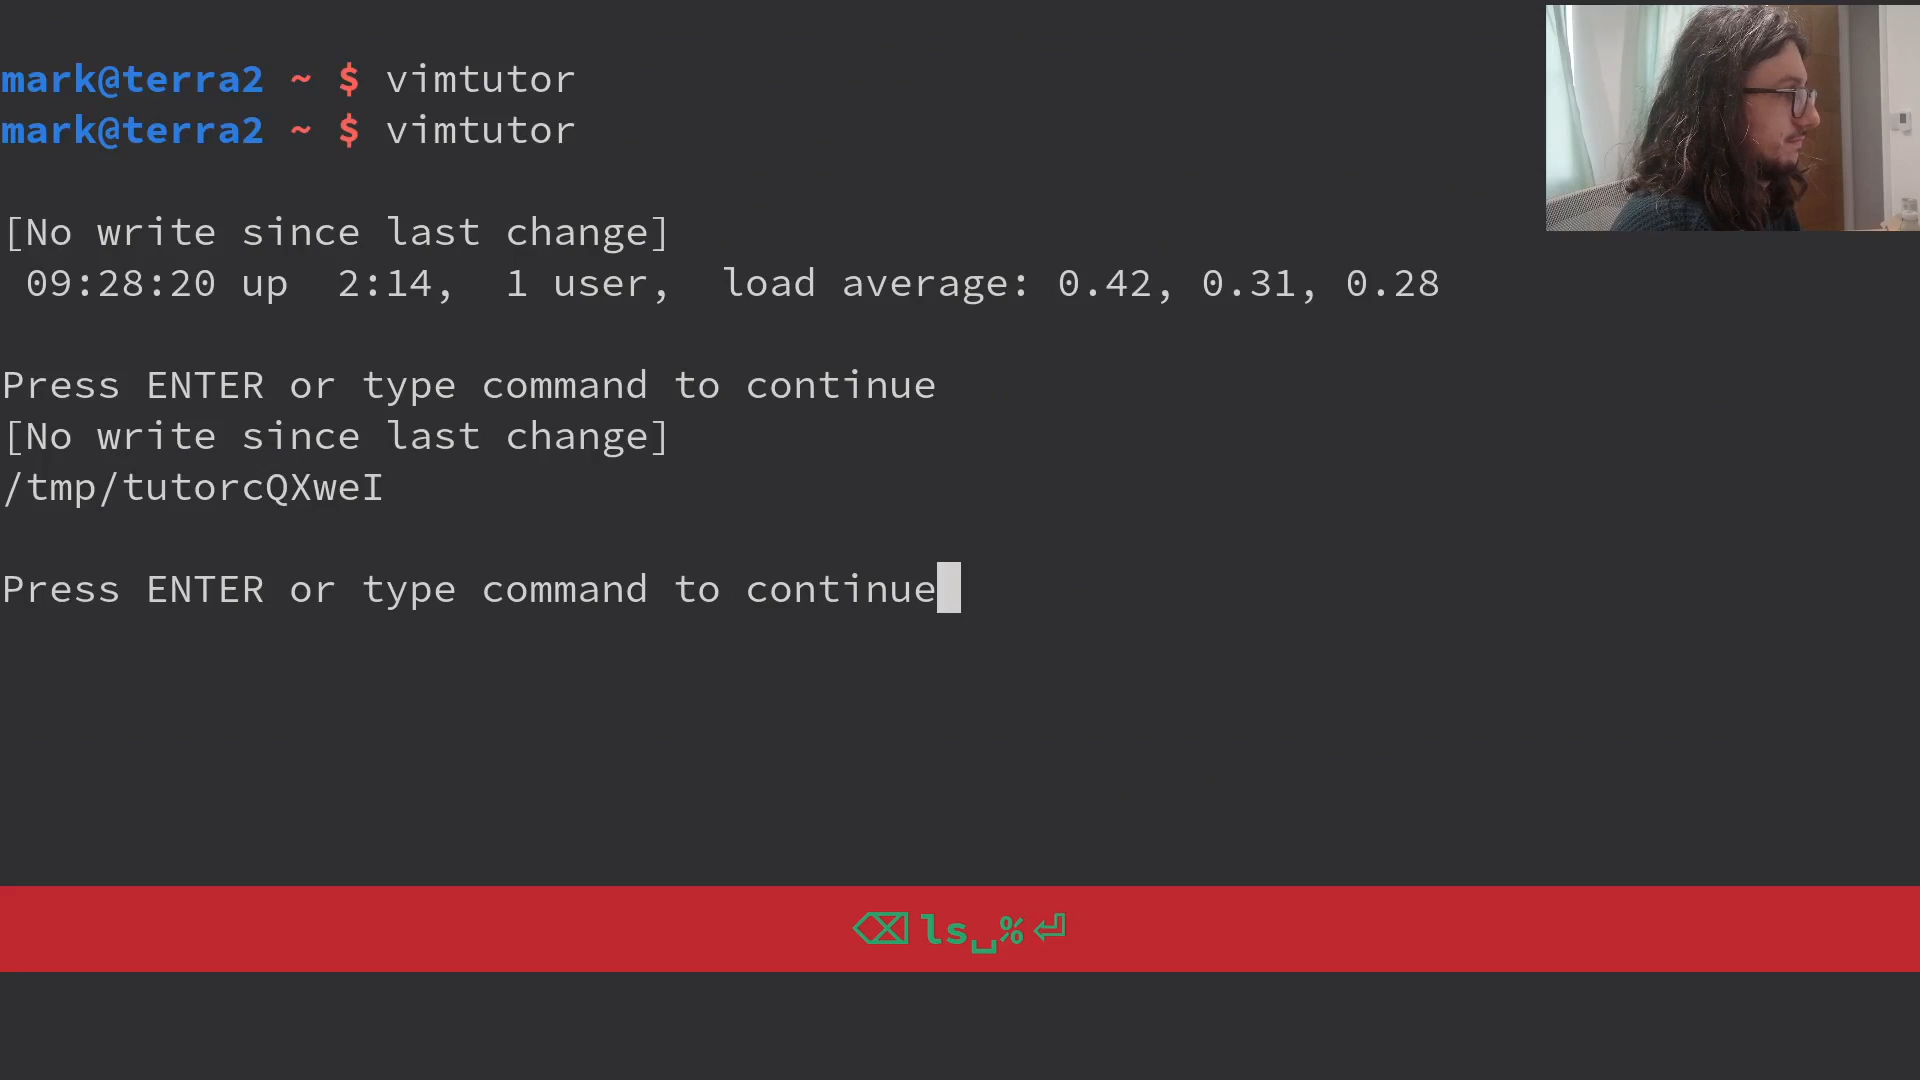 mark@terra2 ~ $ vimtutor
mark@terra2 ~ $ vimtutor
[No write since last change]
09:28:20 up  2:14,  1 user,  load average: 0.42, 0.31, 0.28
Press ENTER or type command to continue
[No write since last change]
/tmp/tutorcQXweI
Press ENTER or type command to continue
⌫ls␣%⏎